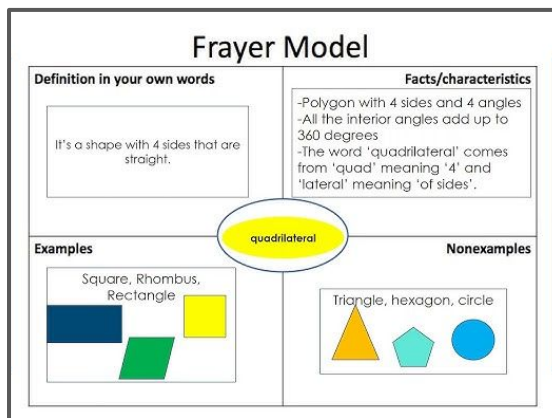 Frayer Model
Definition in your own words
It's a shape with 4 sides that are
straight.
Facts/characteristics
-Polygon with 4 sides and 4 angles
-All the interior angles add up to
360 degrees
-The word 'quadrilateral' comes
from 'quad' meaning '4' and
'lateral' meaning 'of sides'.
quadrilateral
Examples
Square, Rhombus,
Rectangle
Nonexamples
Triangle, hexagon, circle